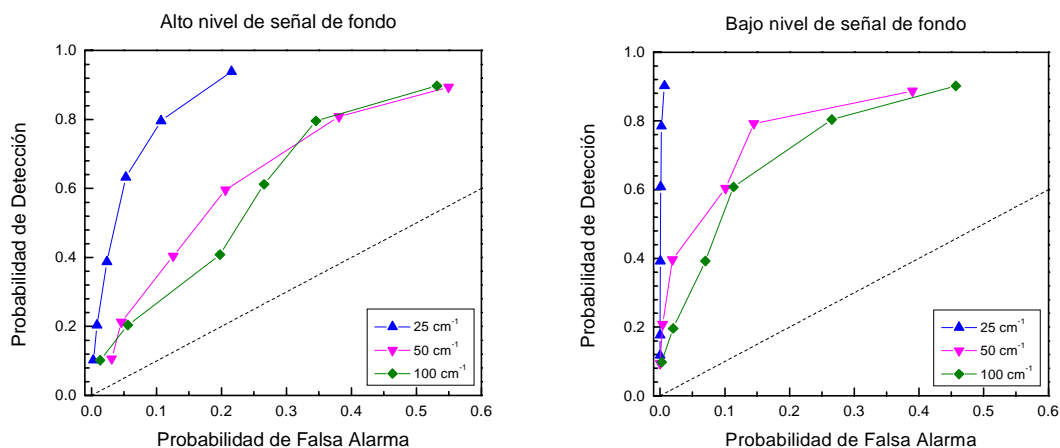 Alto nivel de señal de fondo
1.0
0.8
0.6
0.4
0.2
0.0
Probabilidad de Detección
25 cm⁻¹
50 cm⁻¹
100 cm⁻¹
0.0 0.1 0.2 0.3 0.4 0.5 0.6
Probabilidad de Falsa Alarma
Bajo nivel de señal de fondo
1.0
0.8
0.6
0.4
0.2
0.0
Probabilidad de Detección
25 cm⁻¹
50 cm⁻¹
100 cm⁻¹
0.0 0.1 0.2 0.3 0.4 0.5 0.6
Probabilidad de Falsa Alarma